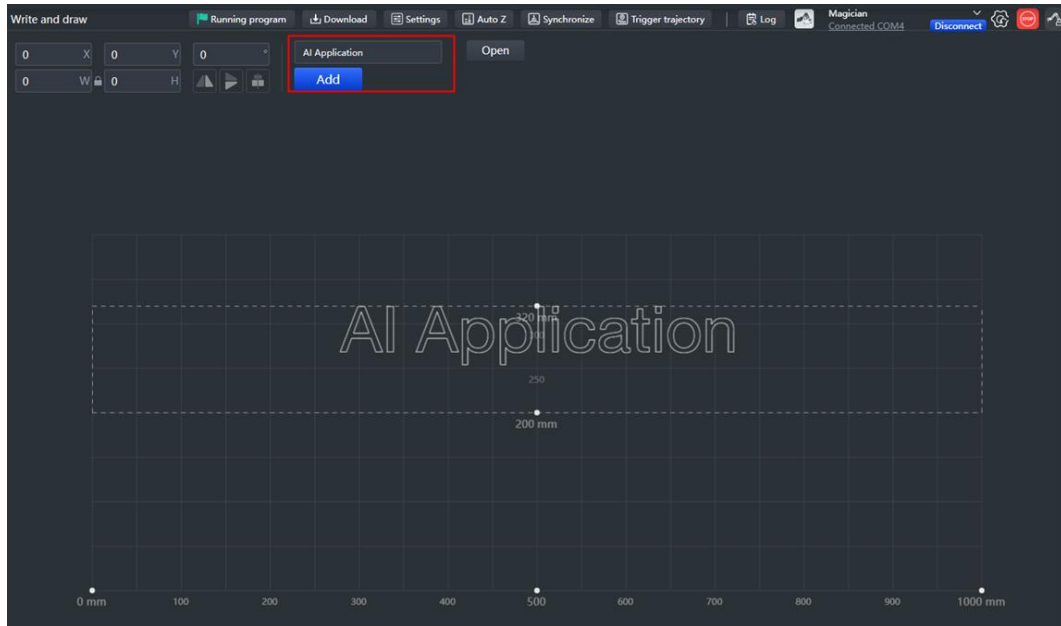 Write and draw
Running program
Download
Settings
Auto Z
Synchronize
Trigger trajectory
Log
Magician
Connected COM4
Disconnect
STOP
0 X 0 Y 0 °
AI Application
Open
0 W 0 H
Add
AI Application
320 mm
300
250
200 mm
0 mm 100 200 300 400 500 600 700 800 900 1000 mm